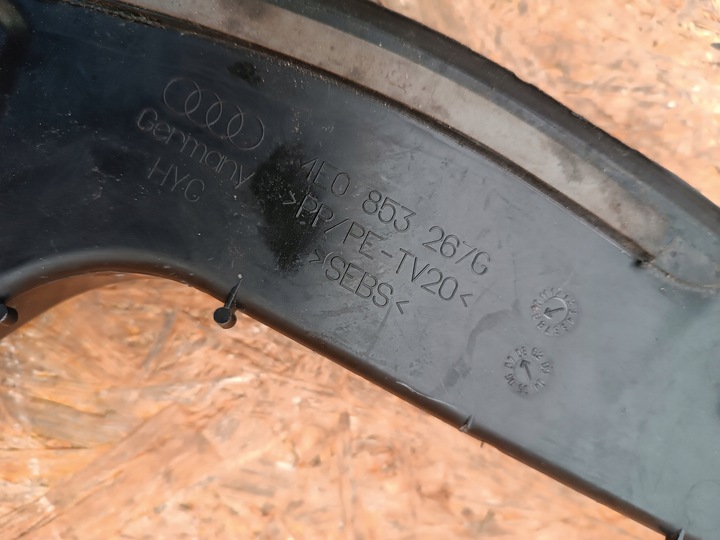 Germany
HYC
4E0 853 267G
>PP/PE-TV20<
>SEBS<